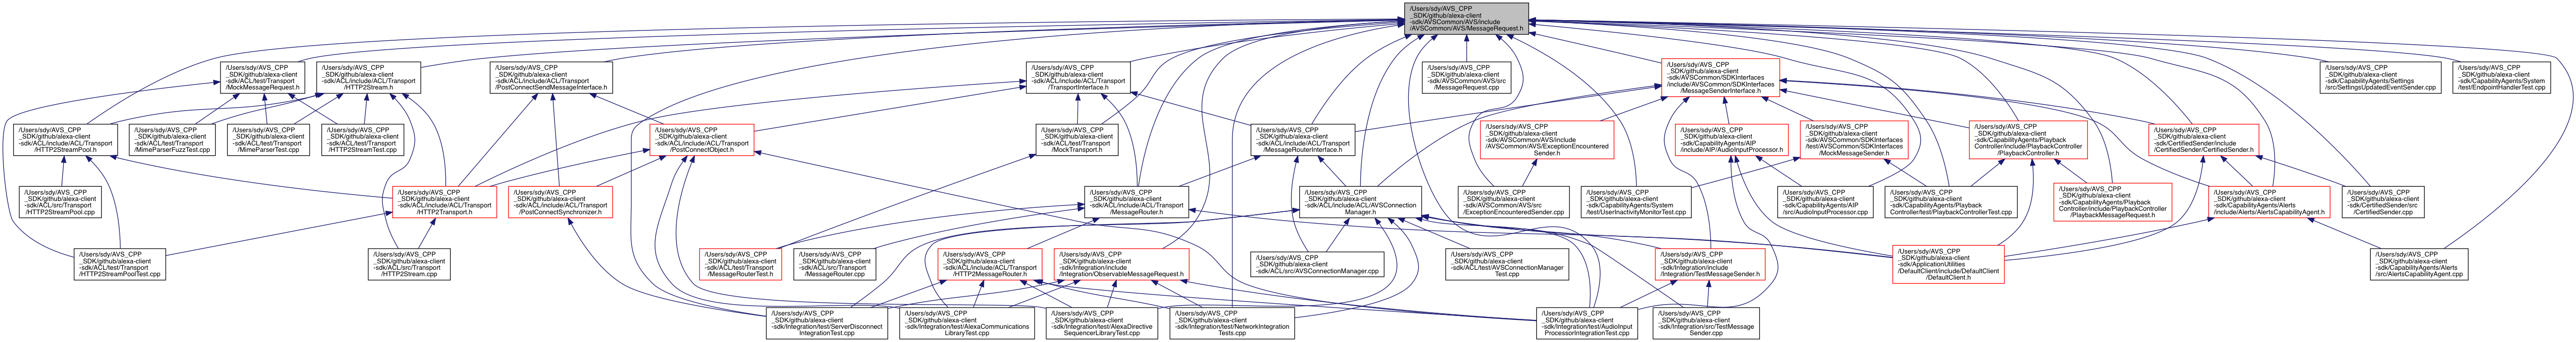 /Users/sdy/AVS_CPP
_SDK/github/alexa-client
-sdk/AVSCommon/AVS/include
/AVSCommon/AVS/MessageRequest.h
/Users/sdy/AVS_CPP
_SDK/github/alexa-client
-sdk/ACL/test/Transport
/MockMessageRequest.h
/Users/sdy/AVS_CPP
_SDK/github/alexa-client
-sdk/ACL/include/ACL/Transport
/HTTP2Stream.h
/Users/sdy/AVS_CPP
_SDK/github/alexa-client
-sdk/ACL/include/ACL/Transport
/PostConnectSendMessageInterface.h
/Users/sdy/AVS_CPP
_SDK/github/alexa-client
-sdk/ACL/include/ACL/Transport
/TransportInterface.h
/Users/sdy/AVS_CPP
_SDK/github/alexa-client
-sdk/AVSCommon/AVS/src
/MessageRequest.cpp
/Users/sdy/AVS_CPP
_SDK/github/alexa-client
-sdk/AVSCommon/SDKInterfaces
/include/AVSCommon/SDKInterfaces
/MessageSenderInterface.h
/Users/sdy/AVS_CPP
_SDK/github/alexa-client
-sdk/CapabilityAgents/Settings
/src/SettingsUpdatedEventSender.cpp
/Users/sdy/AVS_CPP
_SDK/github/alexa-client
-sdk/CapabilityAgents/System
/test/EndpointHandlerTest.cpp
/Users/sdy/AVS_CPP
_SDK/github/alexa-client
-sdk/ACL/include/ACL/Transport
/HTTP2StreamPool.h
/Users/sdy/AVS_CPP
_SDK/github/alexa-client
-sdk/ACL/test/Transport
/MimeParserFuzzTest.cpp
/Users/sdy/AVS_CPP
_SDK/github/alexa-client
-sdk/ACL/test/Transport
/MimeParserTest.cpp
/Users/sdy/AVS_CPP
_SDK/github/alexa-client
-sdk/ACL/test/Transport
/HTTP2StreamTest.cpp
/Users/sdy/AVS_CPP
_SDK/github/alexa-client
-sdk/ACL/include/ACL/Transport
/PostConnectObject.h
/Users/sdy/AVS_CPP
_SDK/github/alexa-client
-sdk/ACL/test/Transport
/MockTransport.h
/Users/sdy/AVS_CPP
_SDK/github/alexa-client
-sdk/ACL/include/ACL/Transport
/MessageRouterInterface.h
/Users/sdy/AVS_CPP
_SDK/github/alexa-client
-sdk/AVSCommon/AVS/include
/AVSCommon/AVS/ExceptionEncountered
Sender.h
/Users/sdy/AVS_CPP
_SDK/github/alexa-client
-sdk/CapabilityAgents/AIP
/include/AIP/AudioInputProcessor.h
/Users/sdy/AVS_CPP
_SDK/github/alexa-client
-sdk/AVSCommon/SDKInterfaces
/test/AVSCommon/SDKInterfaces
/MockMessageSender.h
/Users/sdy/AVS_CPP
_SDK/github/alexa-client
-sdk/CapabilityAgents/Playback
Controller/include/PlaybackController
/PlaybackController.h
/Users/sdy/AVS_CPP
_SDK/github/alexa-client
-sdk/CertifiedSender/include
/CertifiedSender/CertifiedSender.h
/Users/sdy/AVS_CPP
_SDK/github/alexa-client
-sdk/ACL/src/Transport
/HTTP2StreamPool.cpp
/Users/sdy/AVS_CPP
_SDK/github/alexa-client
-sdk/ACL/include/ACL/Transport
/HTTP2Transport.h
/Users/sdy/AVS_CPP
_SDK/github/alexa-client
-sdk/ACL/include/ACL/Transport
/PostConnectSynchronizer.h
/Users/sdy/AVS_CPP
_SDK/github/alexa-client
-sdk/ACL/include/ACL/Transport
/MessageRouter.h
/Users/sdy/AVS_CPP
_SDK/github/alexa-client
-sdk/ACL/include/ACL/AVSConnection
Manager.h
/Users/sdy/AVS_CPP
_SDK/github/alexa-client
-sdk/AVSCommon/AVS/src
/ExceptionEncounteredSender.cpp
/Users/sdy/AVS_CPP
_SDK/github/alexa-client
-sdk/CapabilityAgents/System
/test/UserInactivityMonitorTest.cpp
/Users/sdy/AVS_CPP
_SDK/github/alexa-client
-sdk/CapabilityAgents/AIP
/src/AudioInputProcessor.cpp
/Users/sdy/AVS_CPP
_SDK/github/alexa-client
-sdk/CapabilityAgents/Playback
Controller/test/PlaybackControllerTest.cpp
/Users/sdy/AVS_CPP
_SDK/github/alexa-client
-sdk/CapabilityAgents/Playback
Controller/include/PlaybackController
/PlaybackMessageRequest.h
/Users/sdy/AVS_CPP
_SDK/github/alexa-client
-sdk/CapabilityAgents/Alerts
/include/Alerts/AlertsCapabilityAgent.h
/Users/sdy/AVS_CPP
_SDK/github/alexa-client
-sdk/CertifiedSender/src
/CertifiedSender.cpp
/Users/sdy/AVS_CPP
_SDK/github/alexa-client
-sdk/ACL/test/Transport
/HTTP2StreamPoolTest.cpp
/Users/sdy/AVS_CPP
_SDK/github/alexa-client
-sdk/ACL/src/Transport
/HTTP2Stream.cpp
/Users/sdy/AVS_CPP
_SDK/github/alexa-client
-sdk/ACL/test/Transport
/MessageRouterTest.h
/Users/sdy/AVS_CPP
_SDK/github/alexa-client
-sdk/ACL/src/Transport
/MessageRouter.cpp
/Users/sdy/AVS_CPP
_SDK/github/alexa-client
-sdk/ACL/include/ACL/Transport
/HTTP2MessageRouter.h
/Users/sdy/AVS_CPP
_SDK/github/alexa-client
-sdk/Integration/include
/Integration/ObservableMessageRequest.h
/Users/sdy/AVS_CPP
_SDK/github/alexa-client
-sdk/ACL/src/AVSConnectionManager.cpp
/Users/sdy/AVS_CPP
_SDK/github/alexa-client
-sdk/ACL/test/AVSConnectionManager
Test.cpp
/Users/sdy/AVS_CPP
_SDK/github/alexa-client
-sdk/Integration/include
/Integration/TestMessageSender.h
/Users/sdy/AVS_CPP
_SDK/github/alexa-client
-sdk/ApplicationUtilities
/DefaultClient/include/DefaultClient
/DefaultClient.h
/Users/sdy/AVS_CPP
_SDK/github/alexa-client
-sdk/CapabilityAgents/Alerts
/src/AlertsCapabilityAgent.cpp
/Users/sdy/AVS_CPP
_SDK/github/alexa-client
-sdk/Integration/test/ServerDisconnect
IntegrationTest.cpp
/Users/sdy/AVS_CPP
_SDK/github/alexa-client
-sdk/Integration/test/AlexaCommunications
LibraryTest.cpp
/Users/sdy/AVS_CPP
_SDK/github/alexa-client
-sdk/Integration/test/AlexaDirective
SequencerLibraryTest.cpp
/Users/sdy/AVS_CPP
_SDK/github/alexa-client
-sdk/Integration/test/NetworkIntegration
Tests.cpp
/Users/sdy/AVS_CPP
_SDK/github/alexa-client
-sdk/Integration/test/AudioInput
ProcessorIntegrationTest.cpp
/Users/sdy/AVS_CPP
_SDK/github/alexa-client
-sdk/Integration/src/TestMessage
Sender.cpp